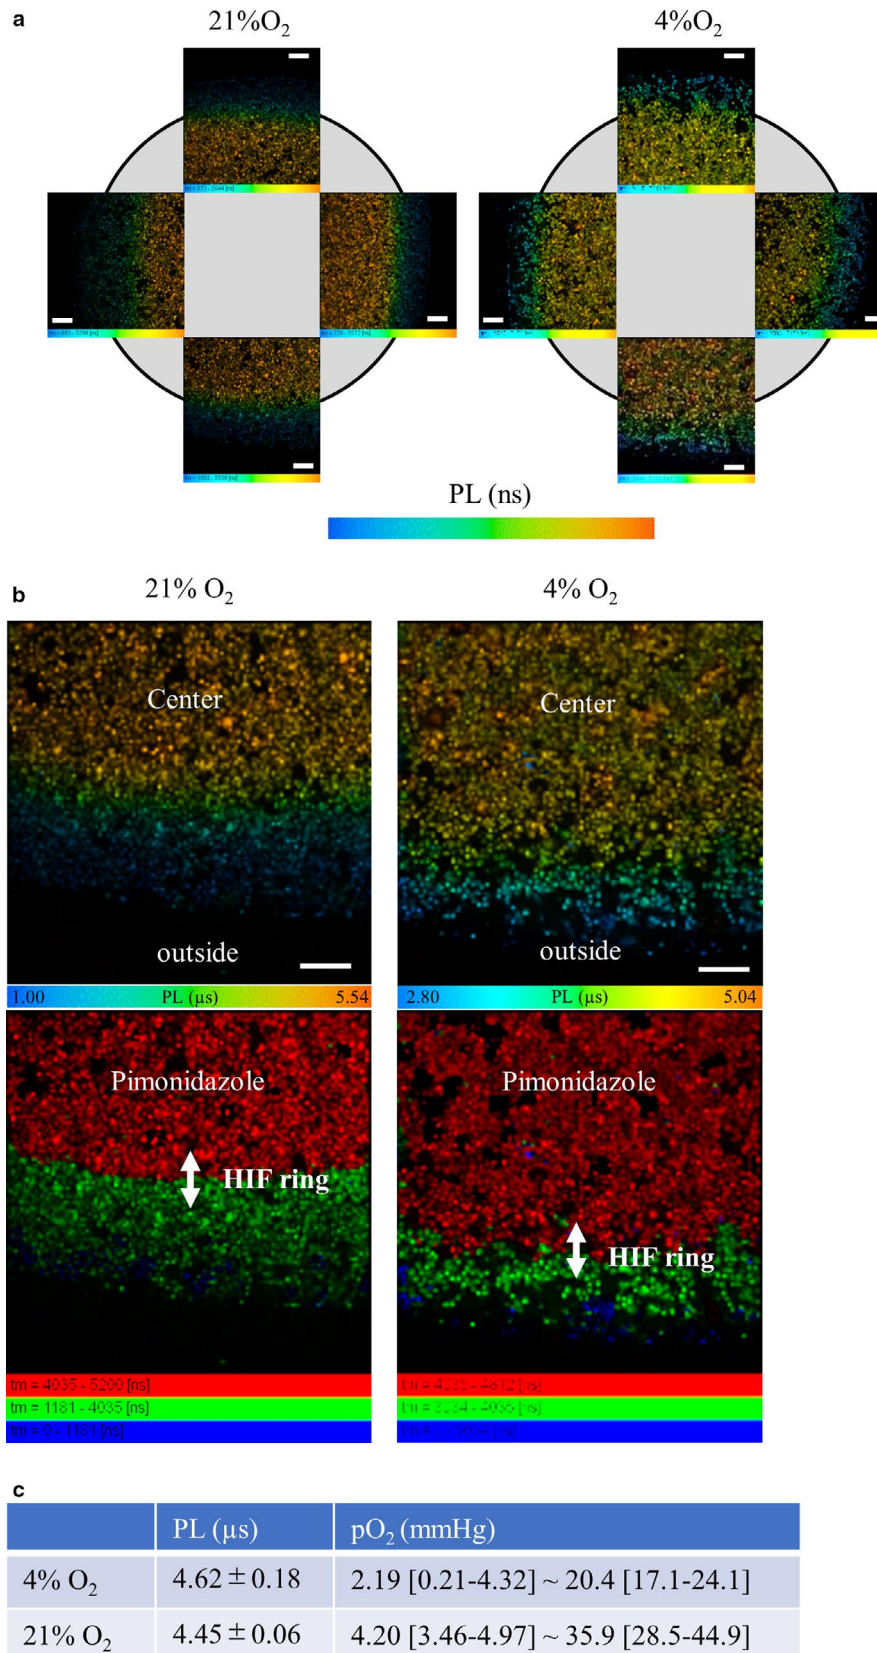 a
21%O₂
4%O₂
PL (ns)
b
21% O₂
4% O₂
Center
Center
outside
outside
1.00 PL (µs) 5.54
2.80 PL (µs) 5.04
Pimonidazole
Pimonidazole
HIF ring
HIF ring
tm = 4035 - 5200 [ns]
tm = 1181 - 4035 [ns]
tm = 0 - 1181 [ns]
c
PL (µs) pO₂ (mmHg)
4% O₂ 4.62 ± 0.18 2.19 [0.21-4.32] ~ 20.4 [17.1-24.1]
21% O₂ 4.45 ± 0.06 4.20 [3.46-4.97] ~ 35.9 [28.5-44.9]